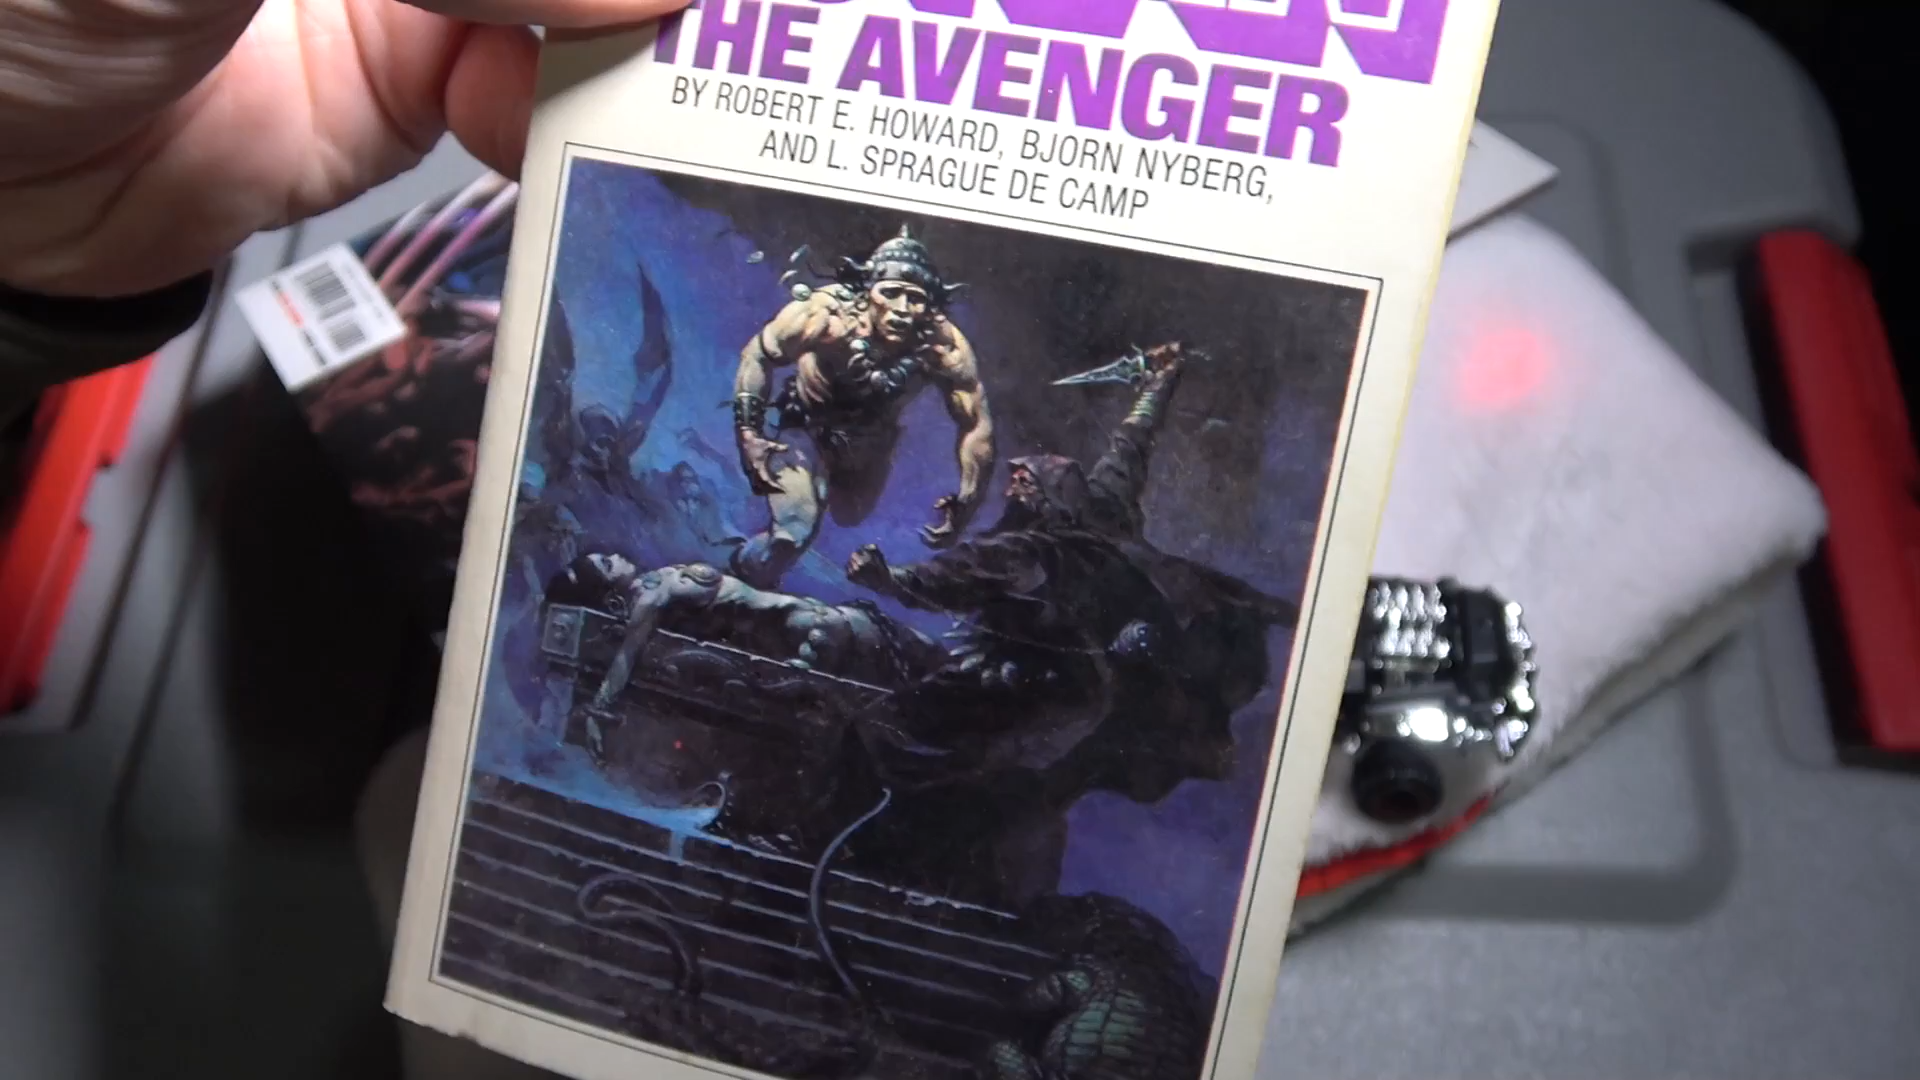 THE AVENGER
BY ROBERT E. HOWARD, BJORN NYBERG,
AND L. SPRAGUE DE CAMP